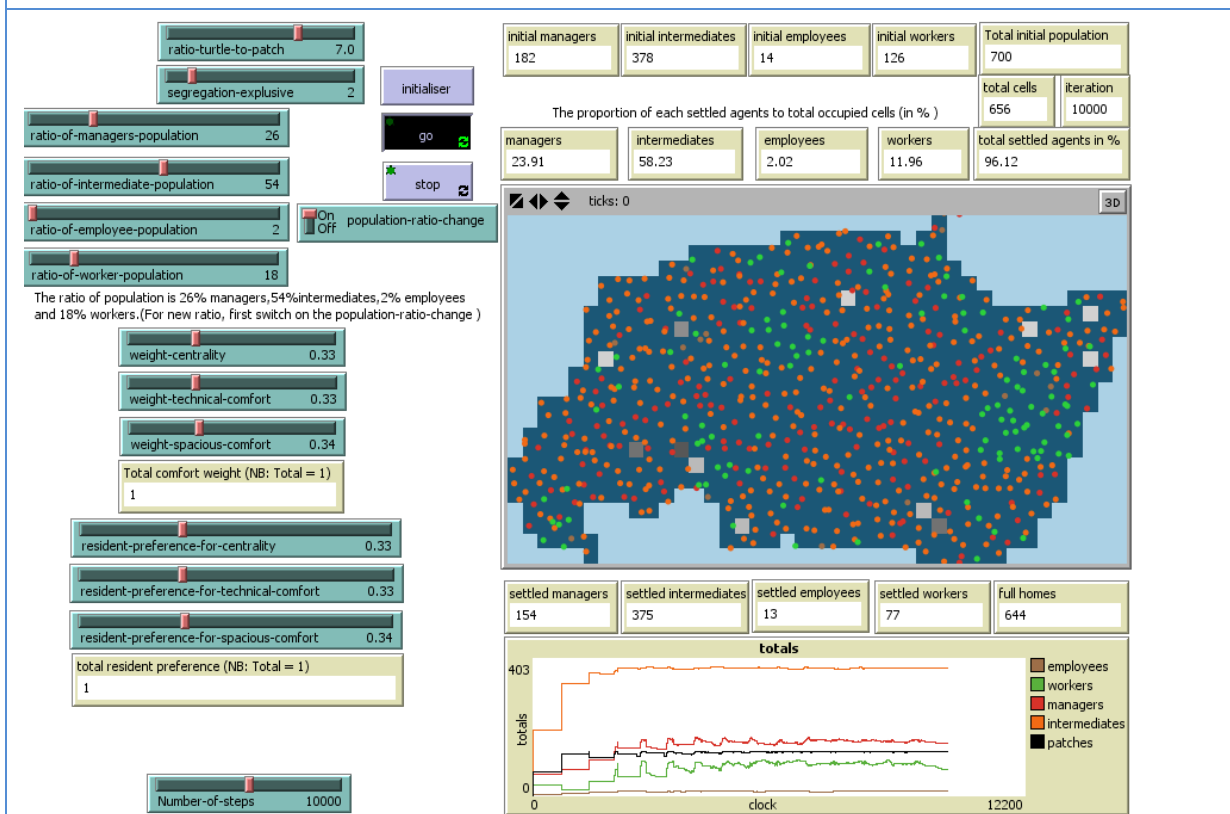 ratio-turtle-to-patch 7.0
segregation-explusive 2
initialiser
ratio-of-managers-population 26
go
ratio-of-intermediate-population 54
stop
ratio-of-employee-population 2
On
Off
population-ratio-change
ratio-of-worker-population 18
The ratio of population is 26% managers,54%intermediates,2% employees
and 18% workers.(For new ratio, first switch on the population-ratio-change )
weight-centrality 0.33
weight-technical-comfort 0.33
weight-spacious-comfort 0.34
Total comfort weight (NB: Total = 1)
1
resident-preference-for-centrality 0.33
resident-preference-for-technical-comfort 0.33
resident-preference-for-spacious-comfort 0.34
total resident preference (NB: Total = 1)
1
Number-of-steps 10000
initial managers
182
initial intermediates
378
initial employees
14
initial workers
126
Total initial population
700
total cells
656
iteration
10000
The proportion of each settled agents to total occupied cells (in % )
managers
23.91
intermediates
58.23
employees
2.02
workers
11.96
total settled agents in %
96.12
ticks: 0
3D
settled managers
154
settled intermediates
375
settled employees
13
settled workers
77
full homes
644
totals
403
totals
0
0
clock
12200
employees
workers
managers
intermediates
patches